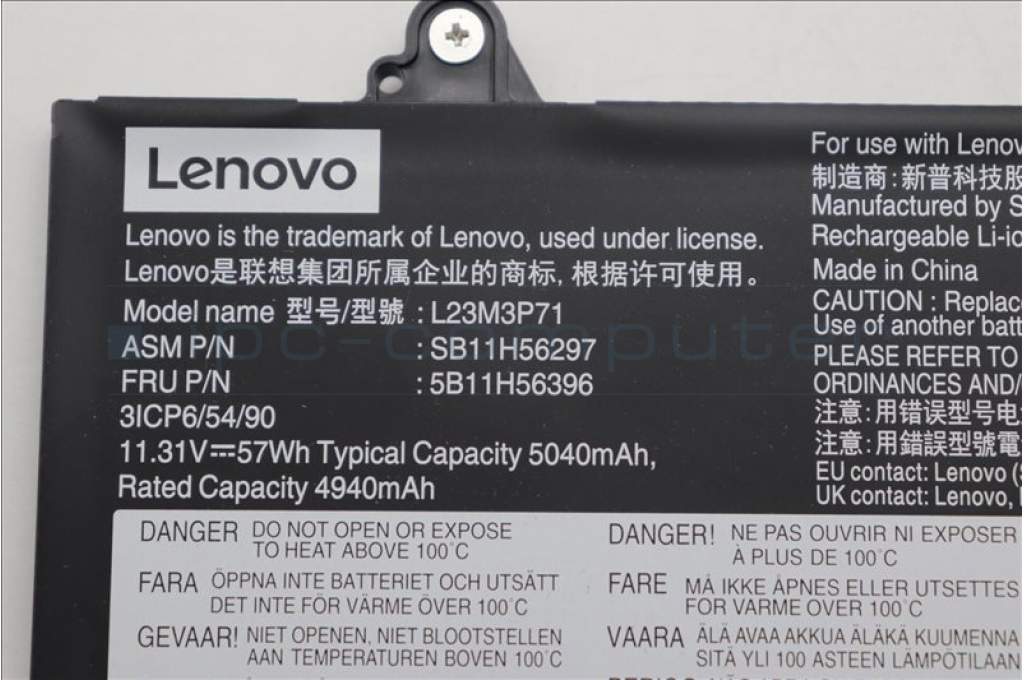 Lenovo
Lenovo is the trademark of Lenovo, used under license.
Lenovo是联想集团所属企业的商标, 根据许可使用。
Model name 型号/型號 : L23M3P71
ASM P/N : SB11H56297
FRU P/N : 5B11H56396
3ICP6/54/90
11.31V⎓57Wh Typical Capacity 5040mAh,
Rated Capacity 4940mAh
For use with Lenov
制造商:新普科技股
Manufactured by S
Rechargeable Li-io
Made in China
CAUTION : Replace
Use of another batt
PLEASE REFER TO
ORDINANCES AND/
注意:用错误型号电
注意:用錯誤型號電
EU contact: Lenovo (S
UK contact: Lenovo,
ipc-computer
DANGER DO NOT OPEN OR EXPOSE
TO HEAT ABOVE 100°C
FARA ÖPPNA INTE BATTERIET OCH UTSÄTT
DET INTE FÖR VÄRME ÖVER 100°C
GEVAAR! NIET OPENEN, NIET BLOOTSTELLEN
AAN TEMPERATUREN BOVEN 100°C
DANGER! NE PAS OUVRIR NI EXPOSER
À PLUS DE 100°C
FARE MÅ IKKE ÅPNES ELLER UTSETTES
FOR VARME OVER 100°C
VAARA ÄLÄ AVAA AKKUA ÄLÄKÄ KUUMENNA
SITÄ YLI 100 ASTEEN LÄMPÖTILAAN